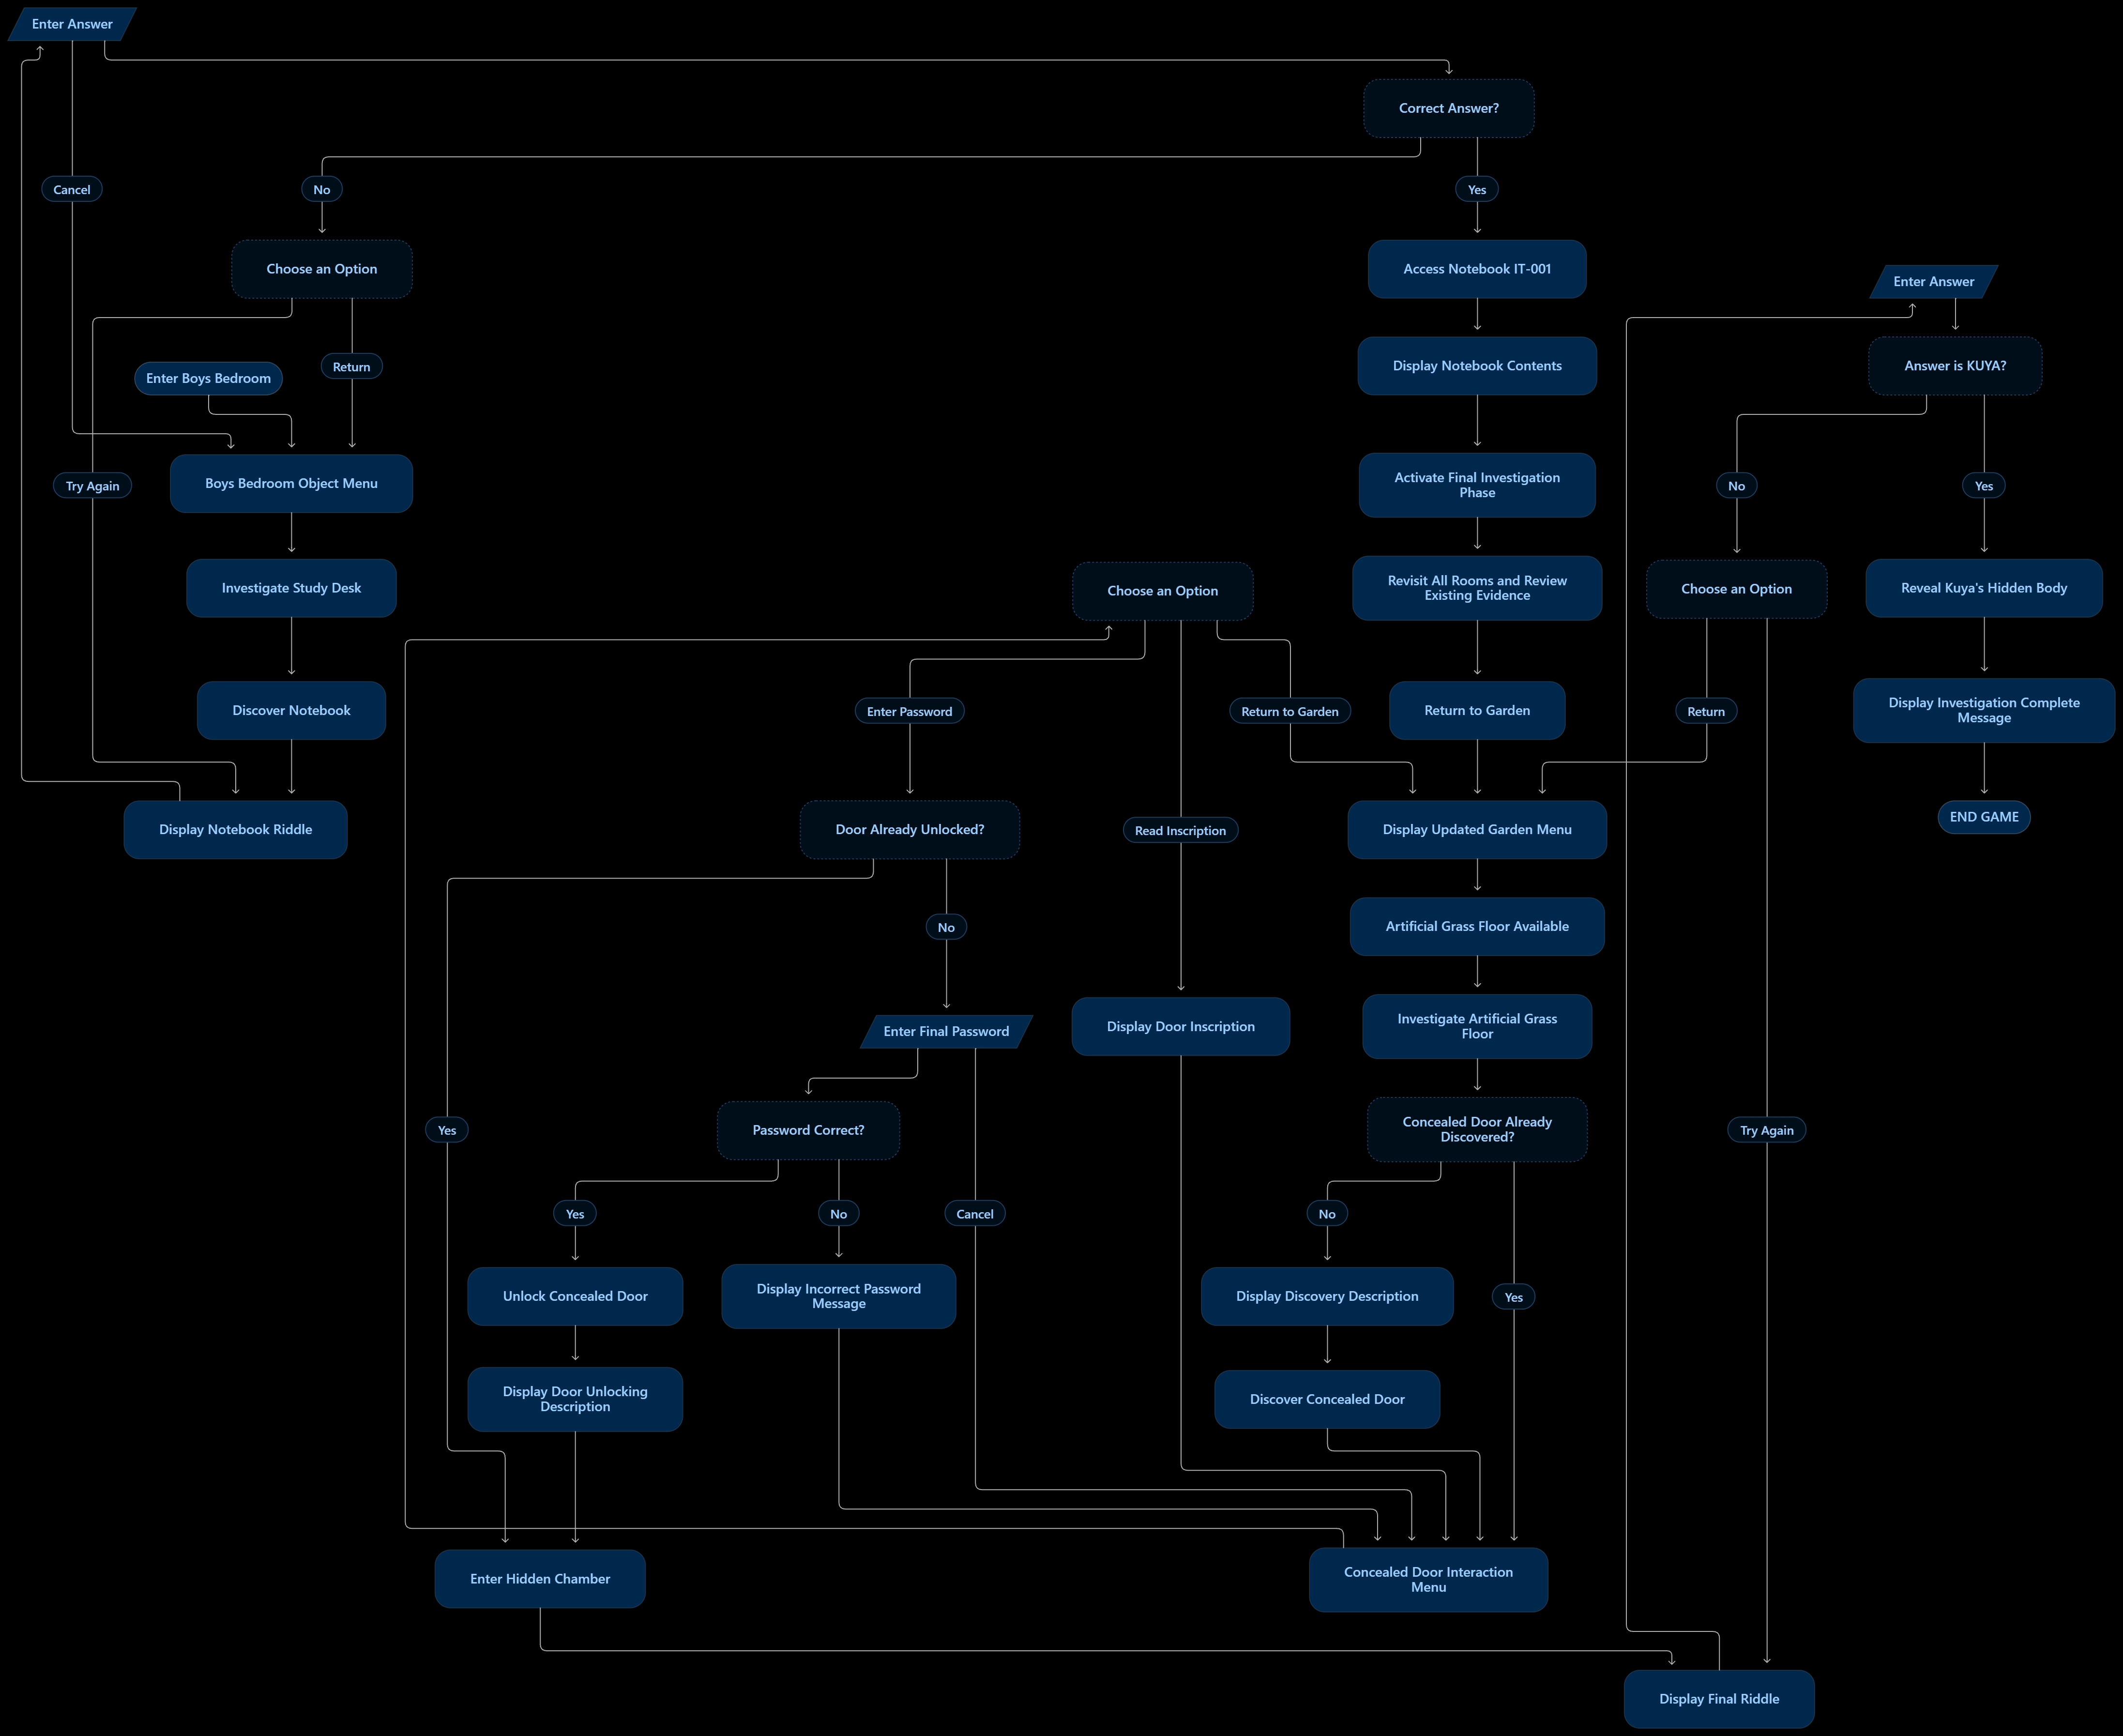 Enter Answer
Correct Answer?
Cancel
No
Yes
Choose an Option
Access Notebook IT-001
Enter Answer
Enter Boys Bedroom
Return
Display Notebook Contents
Answer is KUYA?
Try Again
Boys Bedroom Object Menu
Activate Final Investigation
Phase
No
Yes
Investigate Study Desk
Choose an Option
Revisit All Rooms and Review
Existing Evidence
Choose an Option
Reveal Kuya's Hidden Body
Discover Notebook
Enter Password
Return to Garden
Return to Garden
Return
Display Investigation Complete
Message
Display Notebook Riddle
Door Already Unlocked?
Read Inscription
Display Updated Garden Menu
END GAME
No
Artificial Grass Floor Available
Enter Final Password
Display Door Inscription
Investigate Artificial Grass
Floor
Yes
Password Correct?
Concealed Door Already
Discovered?
Try Again
Yes
No
Cancel
No
Unlock Concealed Door
Display Incorrect Password
Message
Display Discovery Description
Yes
Display Door Unlocking
Description
Discover Concealed Door
Enter Hidden Chamber
Concealed Door Interaction
Menu
Display Final Riddle